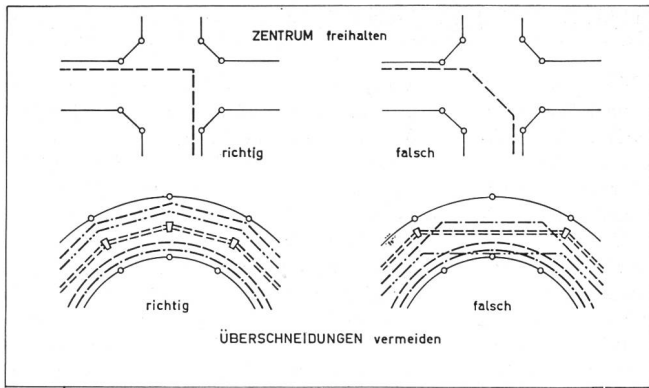 ZENTRUM freihalten
richtig
falsch
richtig
falsch
ÜBERSCHNEIDUNGEN vermeiden